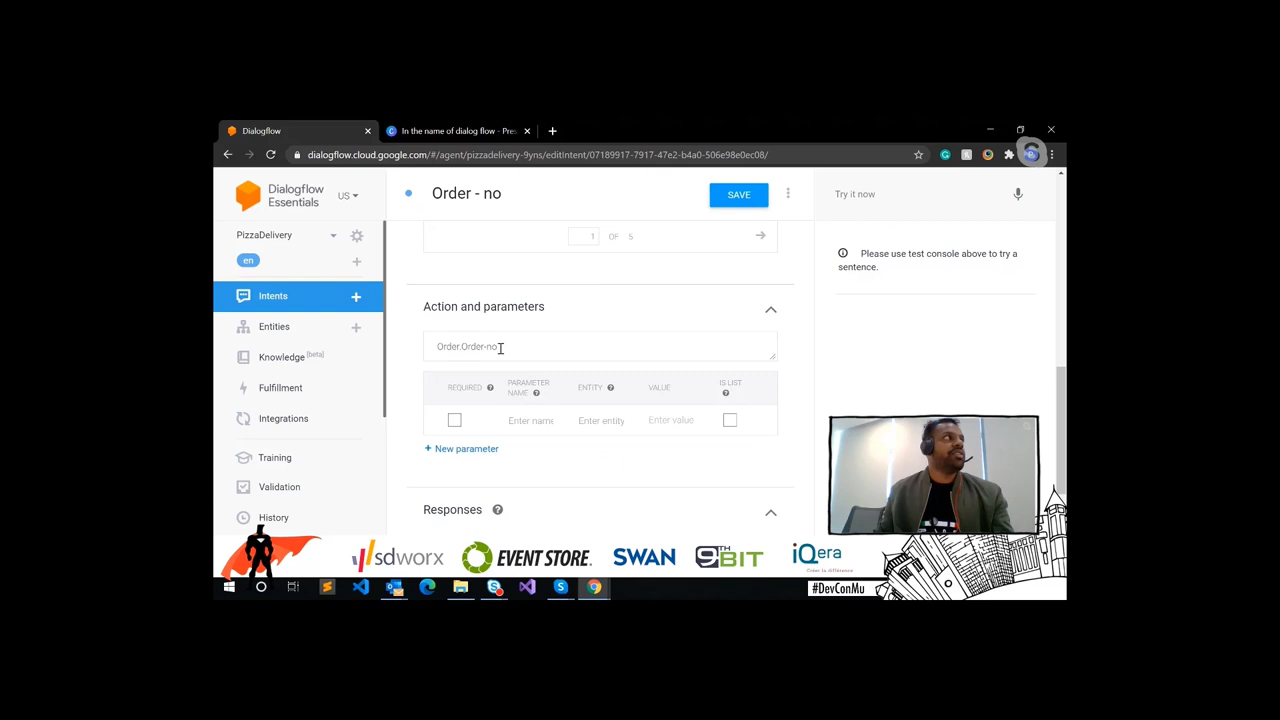 Dialogflow
In the name of dialog flow - Pres
dialogflow.cloud.google.com/#/agent/pizzadelivery-9yns/editIntent/07189917-7917-47e2-b4a0-506e98e0ec08/
Dialogflow
Essentials
US
Order - no
SAVE
Try it now
PizzaDelivery
en
1 OF 5
Please use test console above to try a
sentence.
Intents
Action and parameters
Entities
Order.Order-no
Knowledge [beta]
Fulfillment
REQUIRED
PARAMETER
NAME
ENTITY
VALUE
IS LIST
Integrations
Enter name
Enter entity
Enter value
+ New parameter
Training
Validation
Responses
History
sdworx
EVENT STORE.
SWAN
9TH
BIT
iQera
Créer la différence
#DevConMu